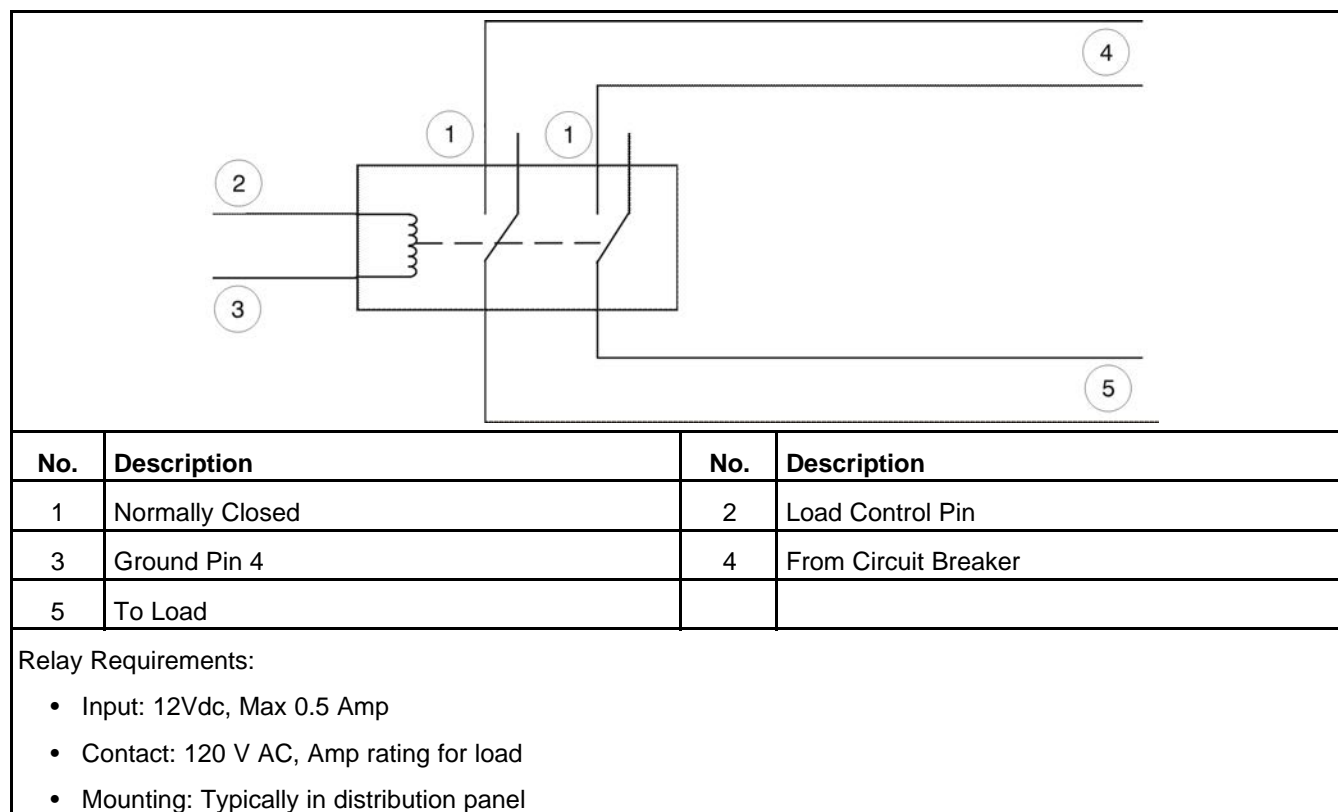 4
1 1
2
3
5
No. Description No. Description
1 Normally Closed 2 Load Control Pin
3 Ground Pin 4 4 From Circuit Breaker
5 To Load
Relay Requirements:
• Input: 12Vdc, Max 0.5 Amp
• Contact: 120 V AC, Amp rating for load
• Mounting: Typically in distribution panel